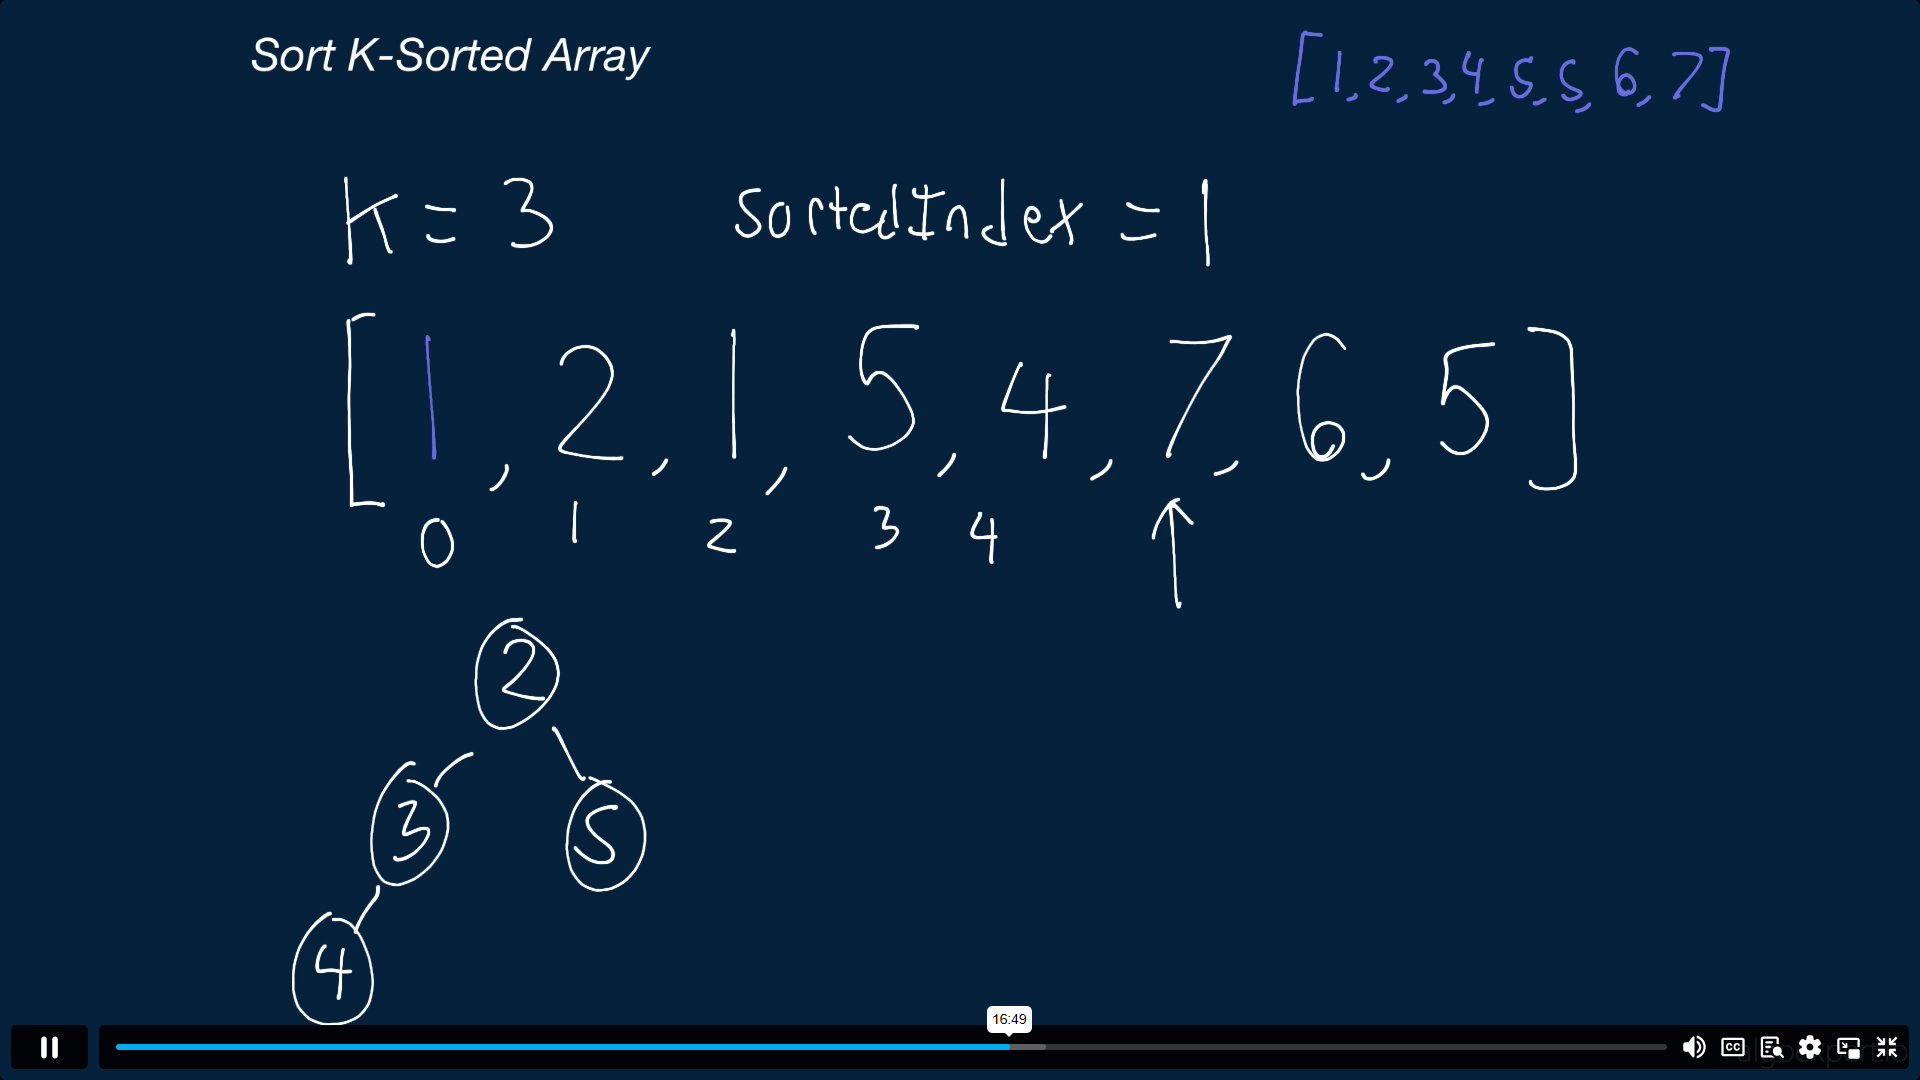 Sort K-Sorted Array
[1, 2, 3, 4, 5, 5, 6, 7]
K = 3 sortedIndex = 1
[1, 2, 1, 5, 4, 7, 6, 5]
0 1 2 3 4
2
3 5
4
16:49
CC